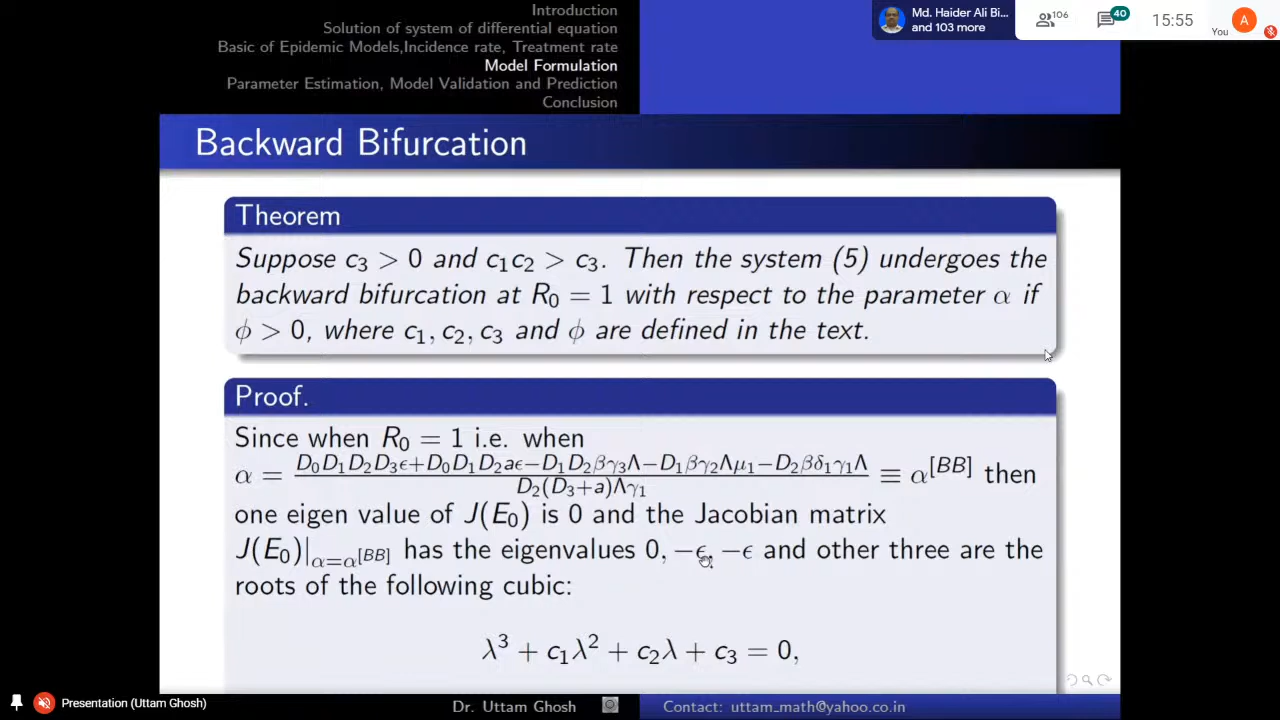 Introduction
Solution of system of differential equation
Basic of Epidemic Models,Incidence rate, Treatment rate
Model Formulation
Parameter Estimation, Model Validation and Prediction
Conclusion
Md. Haider Ali Bi...
and 103 more
106
40
15:55
You
A
Backward Bifurcation
Theorem
Suppose c₃ > 0 and c₁c₂ > c₃. Then the system (5) undergoes the
backward bifurcation at R₀ = 1 with respect to the parameter α if
ϕ > 0, where c₁, c₂, c₃ and ϕ are defined in the text.
Proof.
Since when R₀ = 1 i.e. when
α = (D₀D₁D₂D₃ϵ+D₀D₁D₂aϵ−D₁D₂βγ₃Λ−D₁βγ₂Λμ₁−D₂βδ₁γ₁Λ)/(D₂(D₃+a)Λγ₁) ≡ α^[BB] then
one eigen value of J(E₀) is 0 and the Jacobian matrix
J(E₀)|α=α^[BB] has the eigenvalues 0, −ϵ, −ϵ and other three are the
roots of the following cubic:
λ³ + c₁λ² + c₂λ + c₃ = 0,
Presentation (Uttam Ghosh)
Dr. Uttam Ghosh
Contact: uttam_math@yahoo.co.in